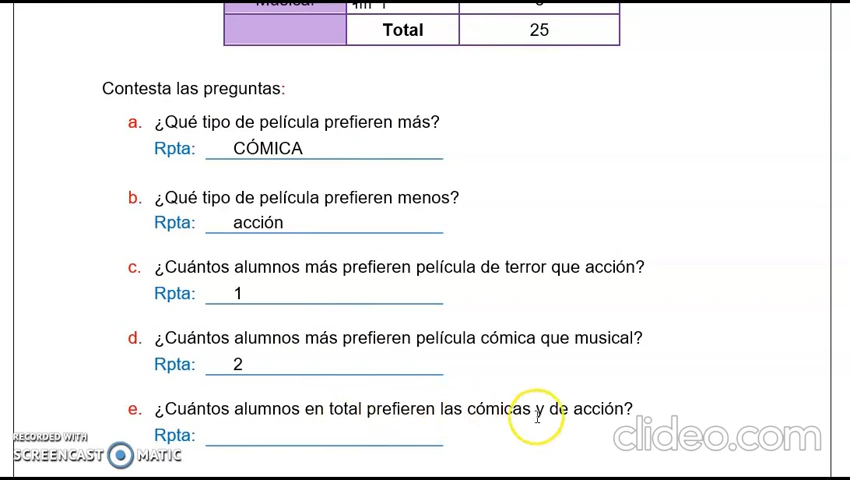 Total 25
Contesta las preguntas:
a. ¿Qué tipo de película prefieren más?
Rpta: CÓMICA
b. ¿Qué tipo de película prefieren menos?
Rpta: acción
c. ¿Cuántos alumnos más prefieren película de terror que acción?
Rpta: 1
d. ¿Cuántos alumnos más prefieren película cómica que musical?
Rpta: 2
e. ¿Cuántos alumnos en total prefieren las cómicas y de acción?
Rpta:
RECORDED WITH
SCREENCAST MATIC
clideo.com